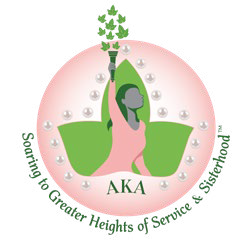 AKA
Soaring to Greater Heights of Service & Sisterhood™